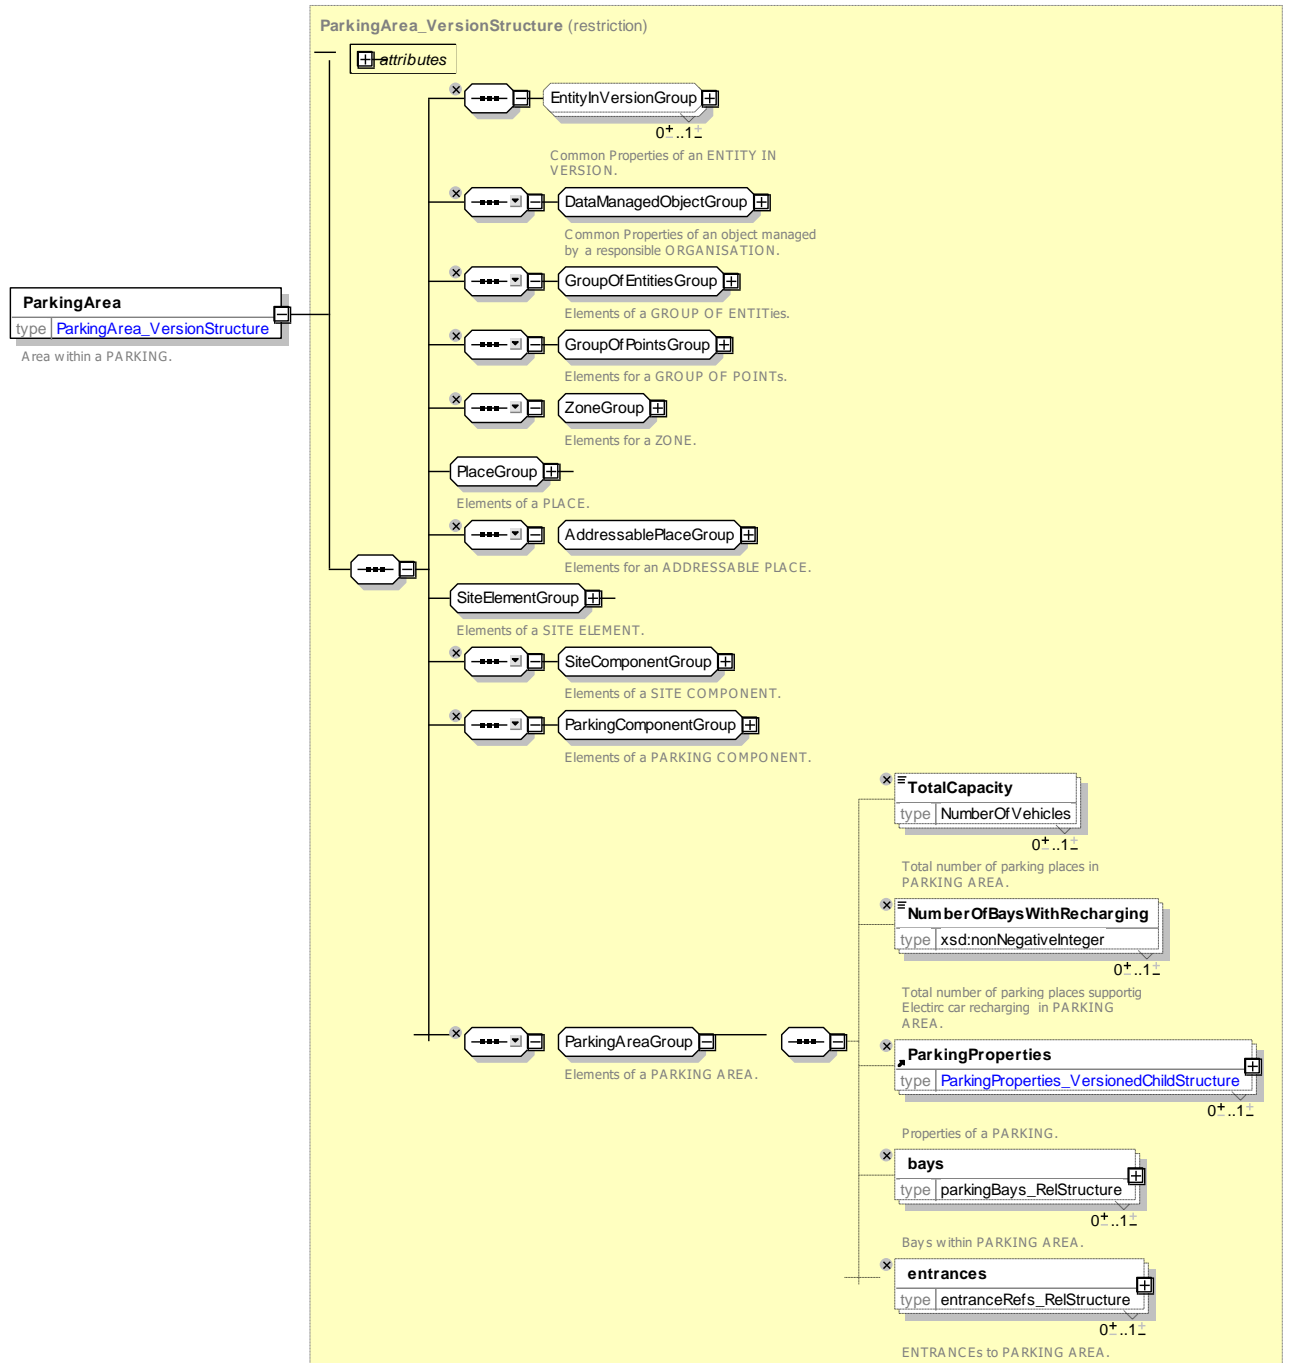 ParkingArea_VersionStructure (restriction)
attributes
EntityInVersionGroup
0..1
Common Properties of an ENTITY IN
VERSION.
DataManagedObjectGroup
Common Properties of an object managed
by a responsible ORGANISATION.
GroupOfEntitiesGroup
Elements of a GROUP OF ENTITies.
ParkingArea
type ParkingArea_VersionStructure
Area within a PARKING.
GroupOfPointsGroup
Elements for a GROUP OF POINTs.
ZoneGroup
Elements for a ZONE.
PlaceGroup
Elements of a PLACE.
AddressablePlaceGroup
Elements for an ADDRESSABLE PLACE.
SiteElementGroup
Elements of a SITE ELEMENT.
SiteComponentGroup
Elements of a SITE COMPONENT.
ParkingComponentGroup
Elements of a PARKING COMPONENT.
TotalCapacity
type NumberOfVehicles
0..1
Total number of parking places in
PARKING AREA.
NumberOfBaysWithRecharging
type xsd:nonNegativeInteger
0..1
Total number of parking places supportig
Electirc car recharging in PARKING
AREA.
ParkingAreaGroup
Elements of a PARKING AREA.
ParkingProperties
type ParkingProperties_VersionedChildStructure
0..1
Properties of a PARKING.
bays
type parkingBays_RelStructure
0..1
Bays within PARKING AREA.
entrances
type entranceRefs_RelStructure
0..1
ENTRANCEs to PARKING AREA.